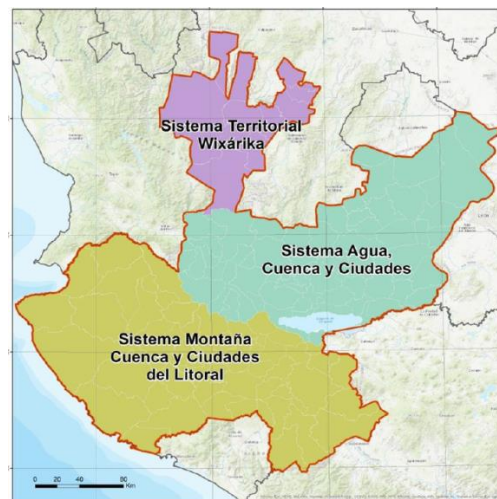 Sistema Territorial
Wixárika
Sistema Agua,
Cuenca y Ciudades
Sistema Montaña
Cuenca y Ciudades
del Litoral
0 20 40 80
Km